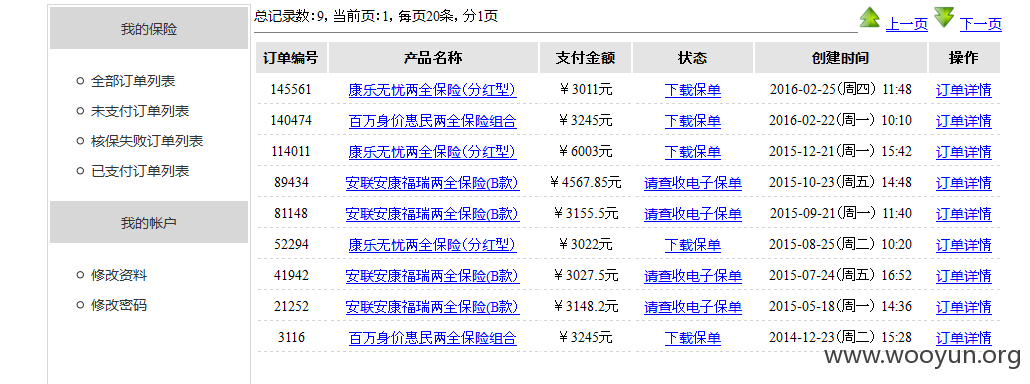 总记录数:9, 当前页:1, 每页20条, 分1页
上一页 下一页
我的保险
全部订单列表
未支付订单列表
核保失败订单列表
已支付订单列表
我的帐户
修改资料
修改密码
订单编号 产品名称 支付金额 状态 创建时间 操作
145561 康乐无忧两全保险(分红型) ￥3011元 下载保单 2016-02-25(周四) 11:48 订单详情
140474 百万身价惠民两全保险组合 ￥3245元 下载保单 2016-02-22(周一) 10:10 订单详情
114011 康乐无忧两全保险(分红型) ￥6003元 下载保单 2015-12-21(周一) 15:42 订单详情
89434 安联安康福瑞两全保险(B款) ￥4567.85元 请查收电子保单 2015-10-23(周五) 14:48 订单详情
81148 安联安康福瑞两全保险(B款) ￥3155.5元 请查收电子保单 2015-09-21(周一) 11:40 订单详情
52294 康乐无忧两全保险(分红型) ￥3022元 下载保单 2015-08-25(周二) 10:20 订单详情
41942 安联安康福瑞两全保险(B款) ￥3027.5元 请查收电子保单 2015-07-24(周五) 16:52 订单详情
21252 安联安康福瑞两全保险(B款) ￥3148.2元 请查收电子保单 2015-05-18(周一) 14:36 订单详情
3116 百万身价惠民两全保险组合 ￥3245元 下载保单 2014-12-23(周二) 15:28 订单详情
www.wooyun.org